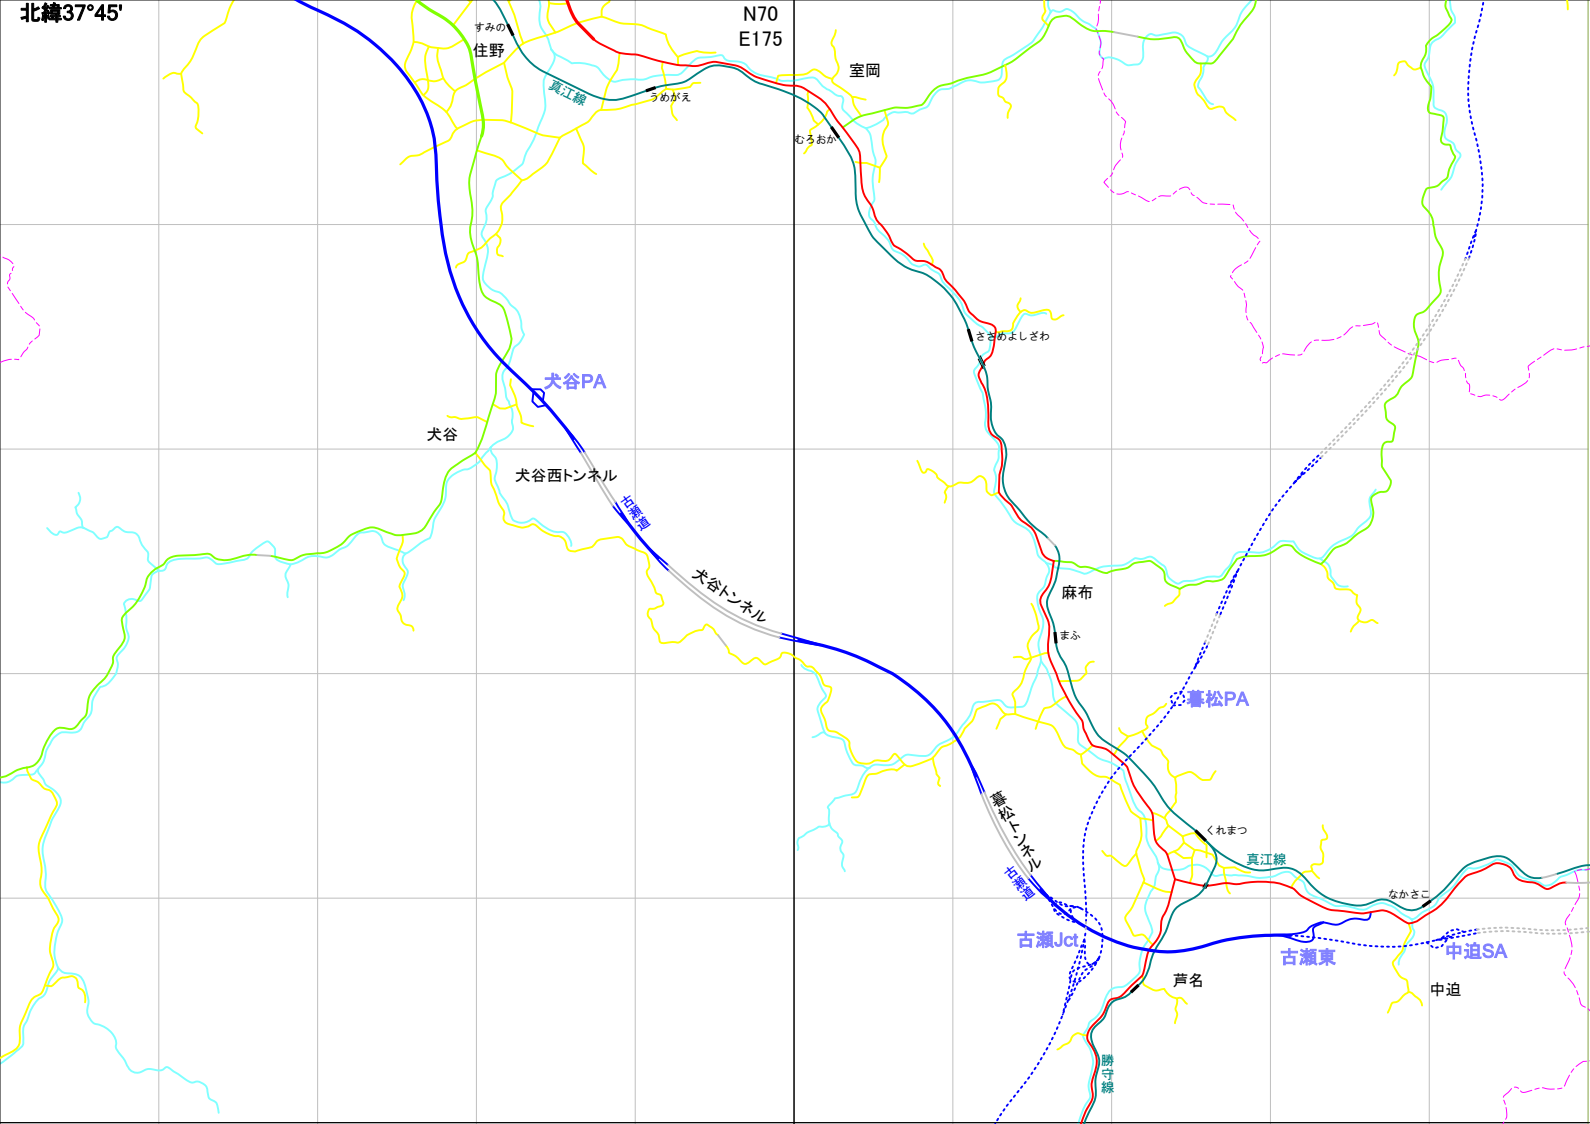 北緯37°45'
N70
E175
すみの
住野
真江線
うめがえ
室岡
むろおか
ささめよしざわ
犬谷PA
犬谷
犬谷西トンネル
古瀬道
犬谷トンネル
麻布
まふ
暮松PA
暮松トンネル
くれまつ
真江線
古瀬道
なかさこ
古瀬Jct
古瀬東
中迫SA
芦名
中迫
勝守線